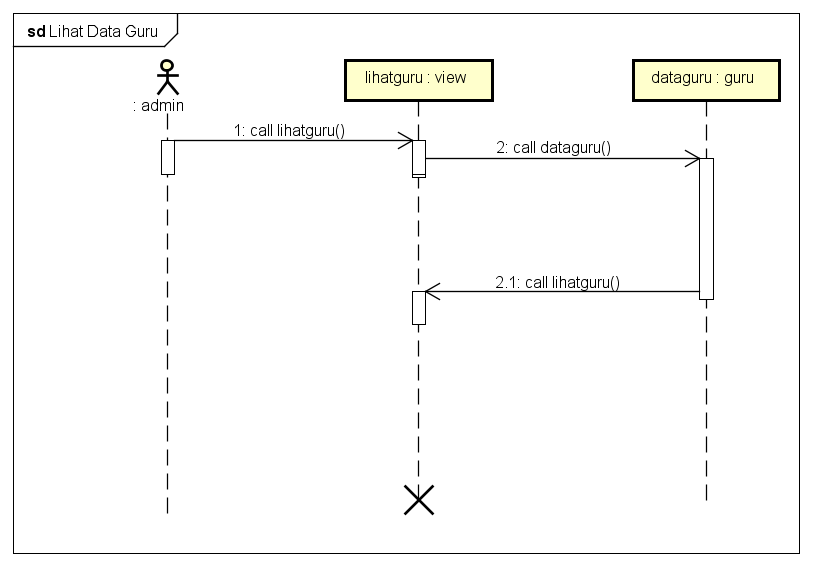 sd Lihat Data Guru
: admin
lihatguru : view
dataguru : guru
1: call lihatguru()
2: call dataguru()
2.1: call lihatguru()